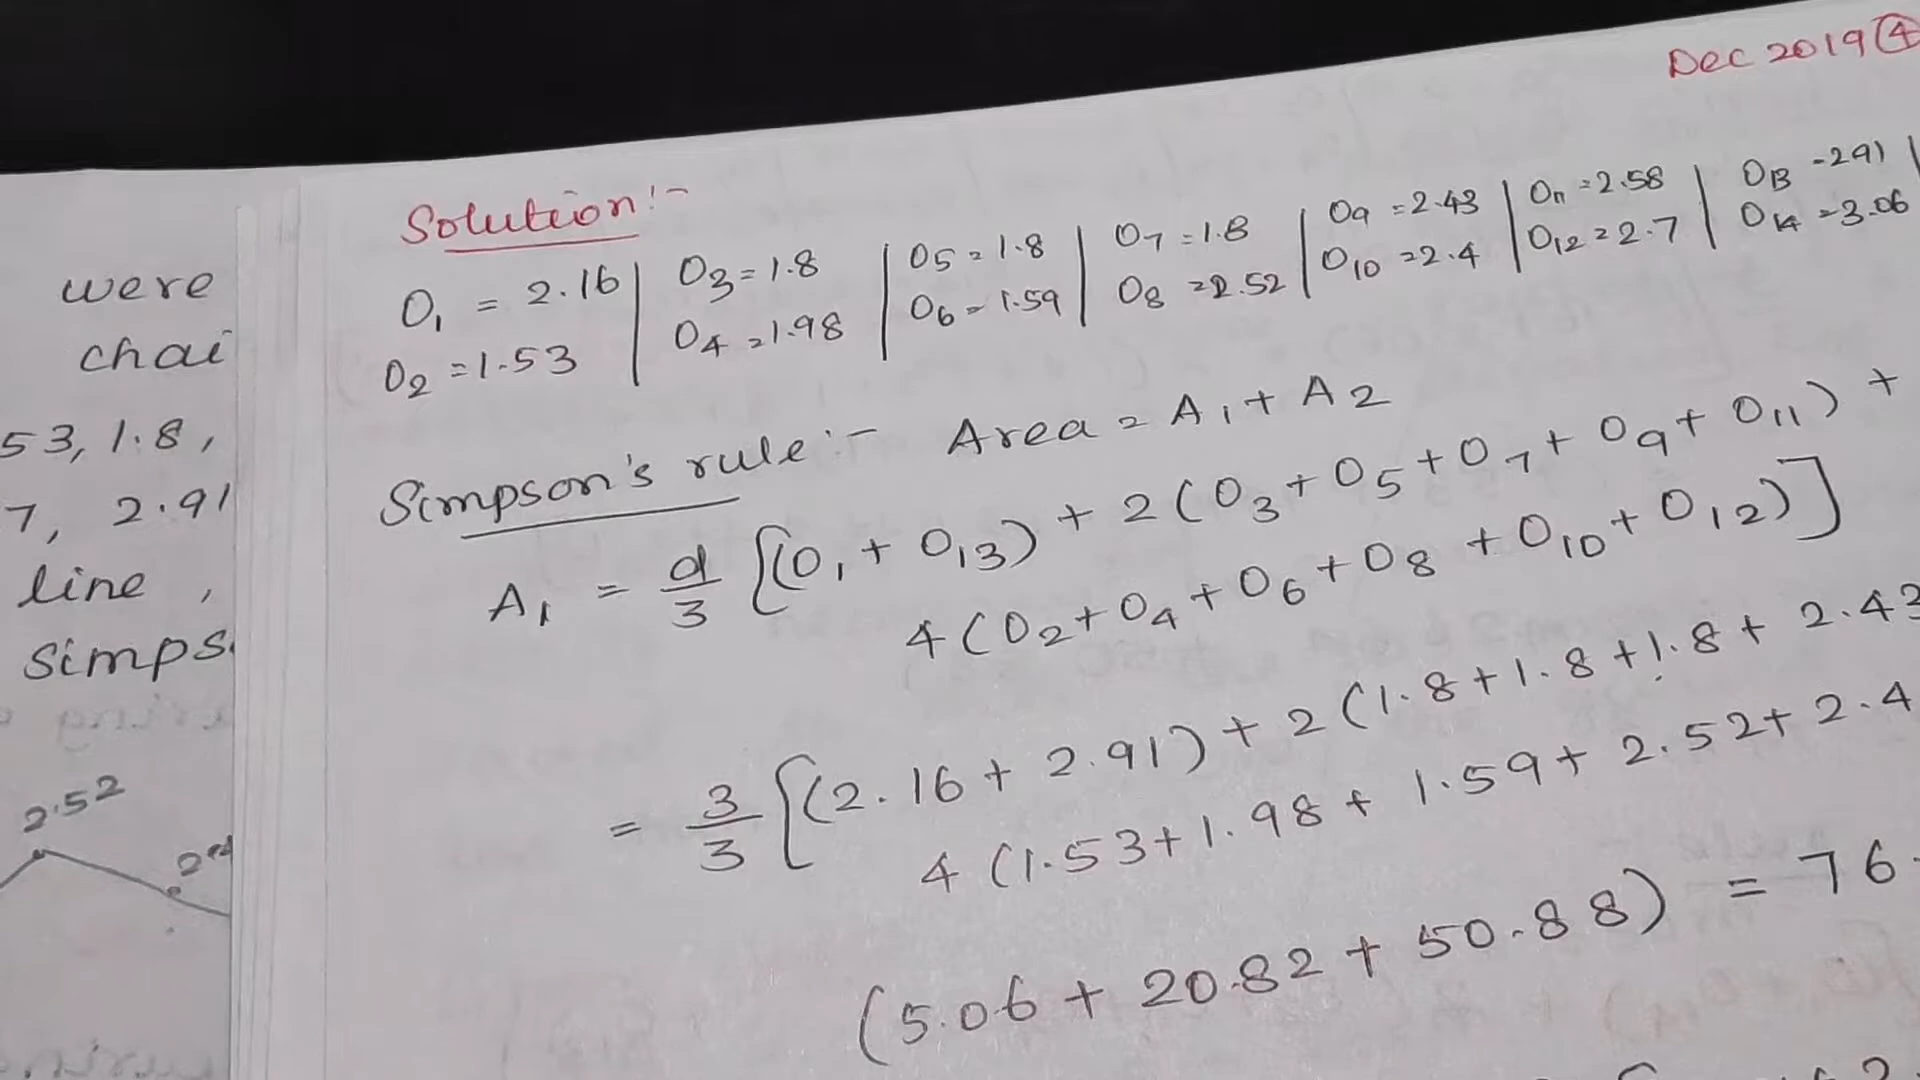 Dec 2019 4
Solution:-
O1 = 2.16 | O3 = 1.8 | O5 = 1.8 | O7 = 1.8 | O9 = 2.43 | O11 = 2.58 | O13 = 2.91 |
O2 = 1.53 | O4 = 1.98 | O6 = 1.59 | O8 = 2.52 | O10 = 2.4 | O12 = 2.7 | O14 = 3.06
Simpson's rule:- Area = A1 + A2
A1 = d/3 [(O1 + O13) + 2(O3 + O5 + O7 + O9 + O11) +
4(O2 + O4 + O6 + O8 + O10 + O12)]
= 3/3 [(2.16 + 2.91) + 2(1.8 + 1.8 + 1.8 + 2.43
4(1.53 + 1.98 + 1.59 + 2.52 + 2.4
(5.06 + 20.82 + 50.88) = 76.
were
chai
53, 1.8,
7, 2.91
line,
simps
2.52